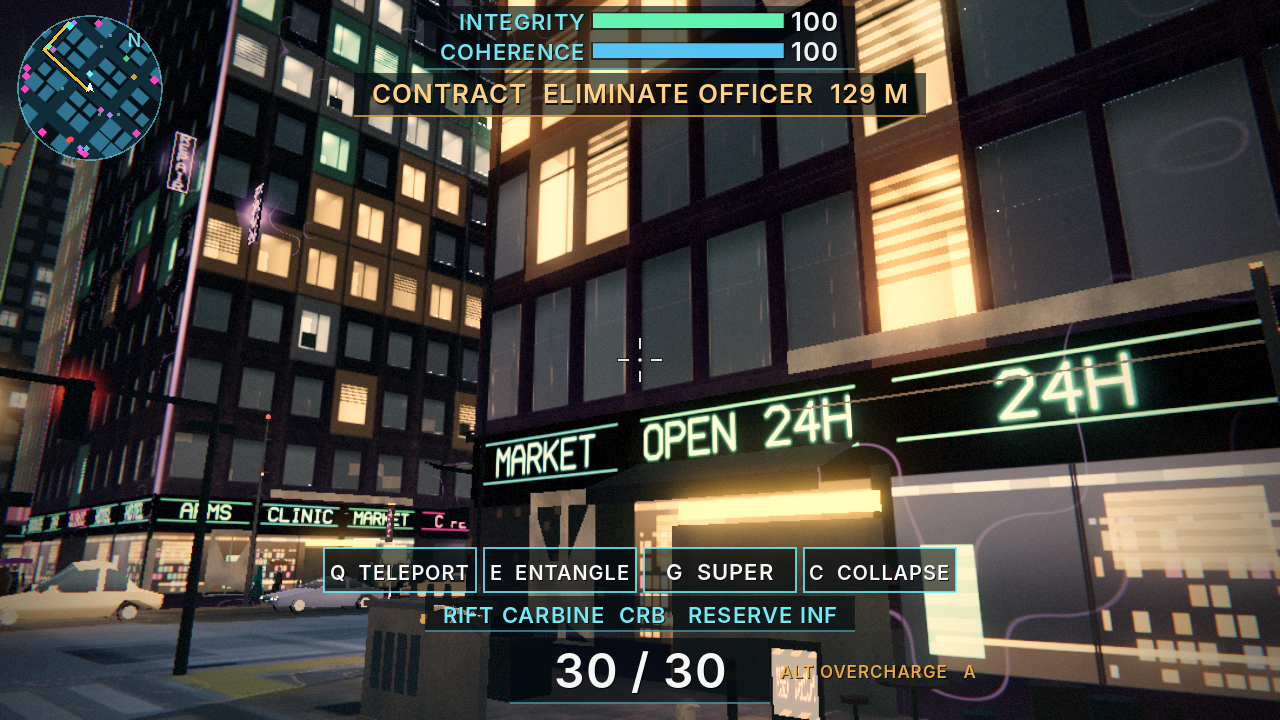 N
INTEGRITY 100
COHERENCE 100
CONTRACT ELIMINATE OFFICER 129 M
MARKET
OPEN 24H
24H
ARMS
CLINIC
MARKET
Q TELEPORT
E ENTANGLE
G SUPER
C COLLAPSE
RIFT CARBINE CRB RESERVE INF
30 / 30
ALT OVERCHARGE A